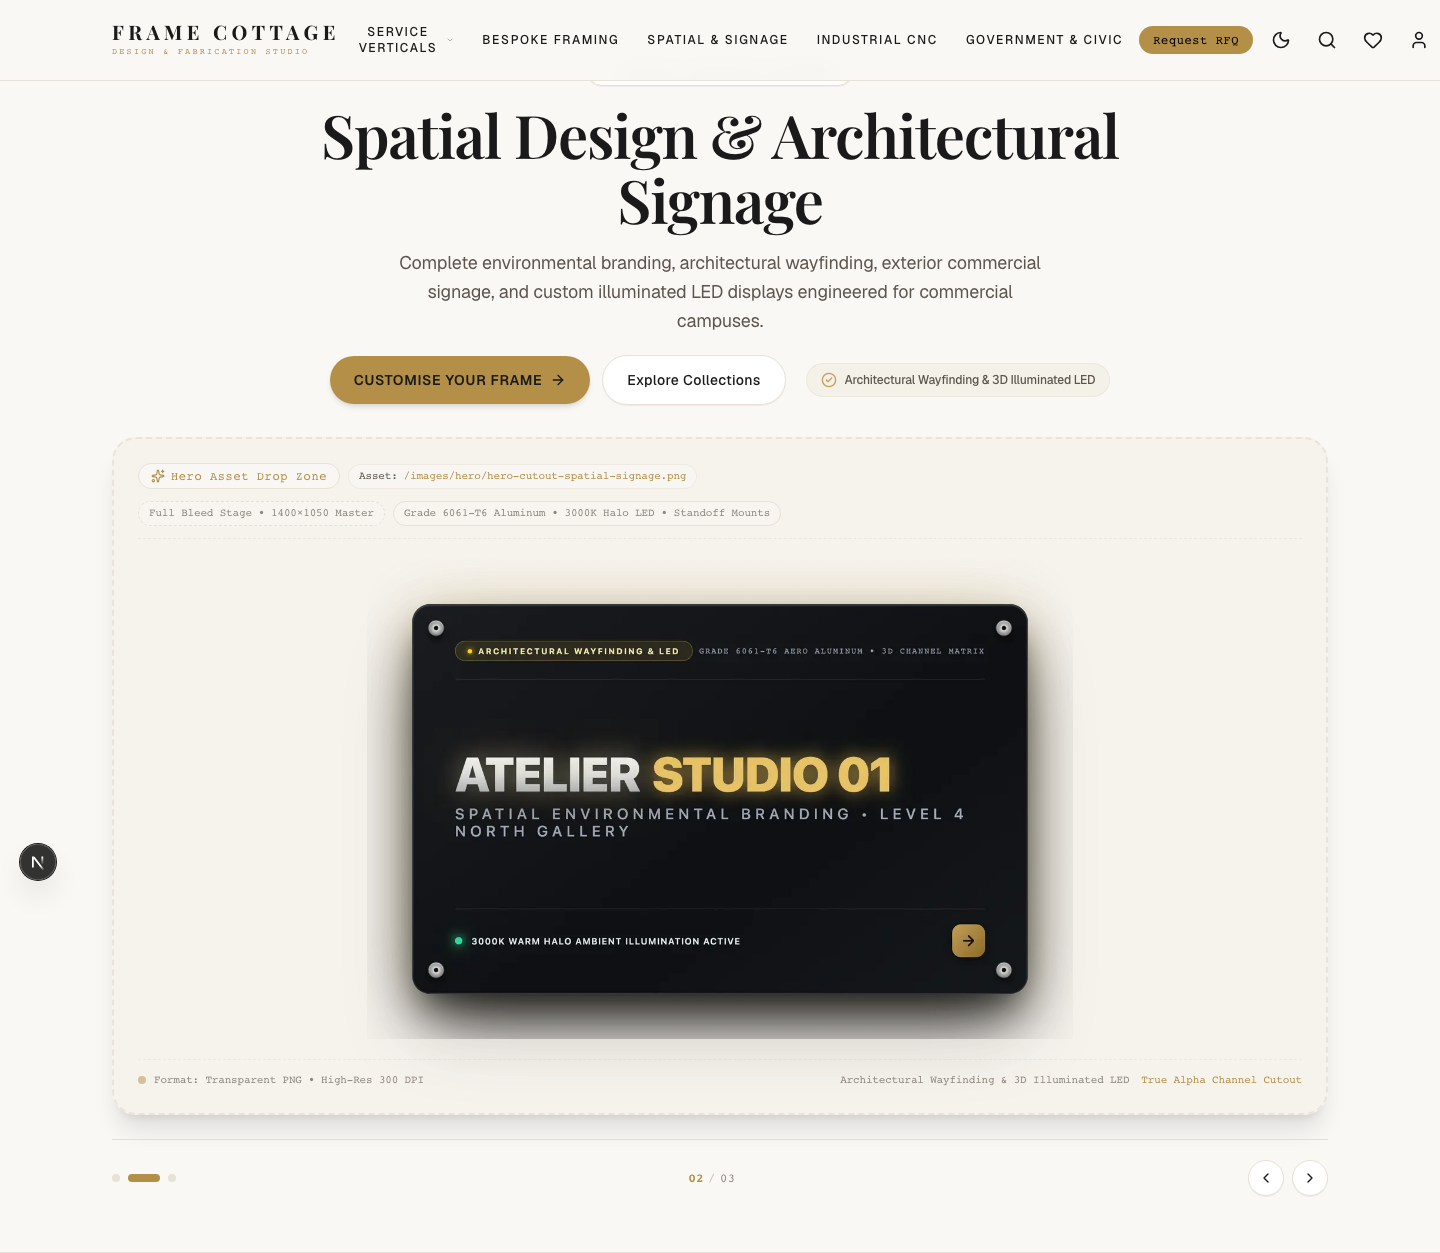 FRAME COTTAGE
DESIGN & FABRICATION STUDIO
SERVICE
VERTICALS
BESPOKE FRAMING
SPATIAL & SIGNAGE
INDUSTRIAL CNC
GOVERNMENT & CIVIC
Request RFQ
Spatial Design & Architectural
Signage
Complete environmental branding, architectural wayfinding, exterior commercial
signage, and custom illuminated LED displays engineered for commercial
campuses.
CUSTOMISE YOUR FRAME
Explore Collections
Architectural Wayfinding & 3D Illuminated LED
Hero Asset Drop Zone
Asset: /images/hero/hero-cutout-spatial-signage.png
Full Bleed Stage • 1400×1050 Master
Grade 6061-T6 Aluminum • 3000K Halo LED • Standoff Mounts
ARCHITECTURAL WAYFINDING & LED
GRADE 6061-T6 AERO ALUMINUM • 3D CHANNEL MATRIX
ATELIER STUDIO 01
SPATIAL ENVIRONMENTAL BRANDING • LEVEL 4
NORTH GALLERY
3000K WARM HALO AMBIENT ILLUMINATION ACTIVE
N
Format: Transparent PNG • High-Res 300 DPI
Architectural Wayfinding & 3D Illuminated LED
True Alpha Channel Cutout
02 / 03